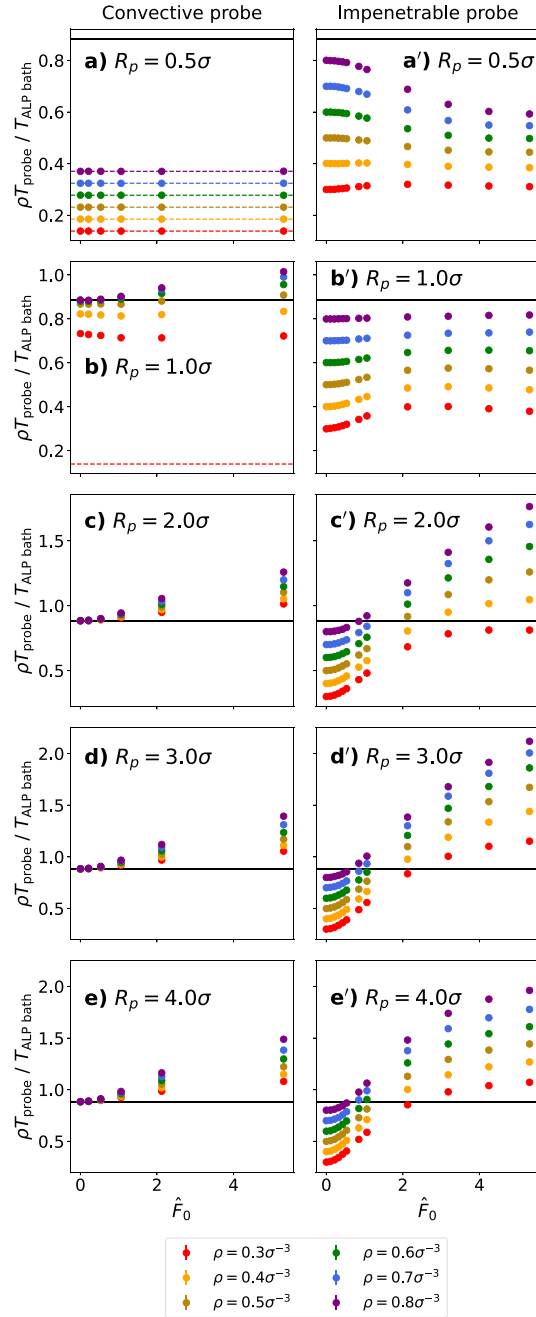 Convective probe
Impenetrable probe
ρT_probe / T_ALP bath
0.8
0.6
0.4
0.2
a) R_p = 0.5σ
a′) R_p = 0.5σ
ρT_probe / T_ALP bath
1.0
0.8
0.6
0.4
0.2
b) R_p = 1.0σ
b′) R_p = 1.0σ
ρT_probe / T_ALP bath
1.5
1.0
0.5
c) R_p = 2.0σ
c′) R_p = 2.0σ
ρT_probe / T_ALP bath
2.0
1.5
1.0
0.5
d) R_p = 3.0σ
d′) R_p = 3.0σ
ρT_probe / T_ALP bath
2.0
1.5
1.0
0.5
e) R_p = 4.0σ
e′) R_p = 4.0σ
0 2 4
0 2 4
F̂₀
F̂₀
ρ = 0.3σ⁻³
ρ = 0.4σ⁻³
ρ = 0.5σ⁻³
ρ = 0.6σ⁻³
ρ = 0.7σ⁻³
ρ = 0.8σ⁻³